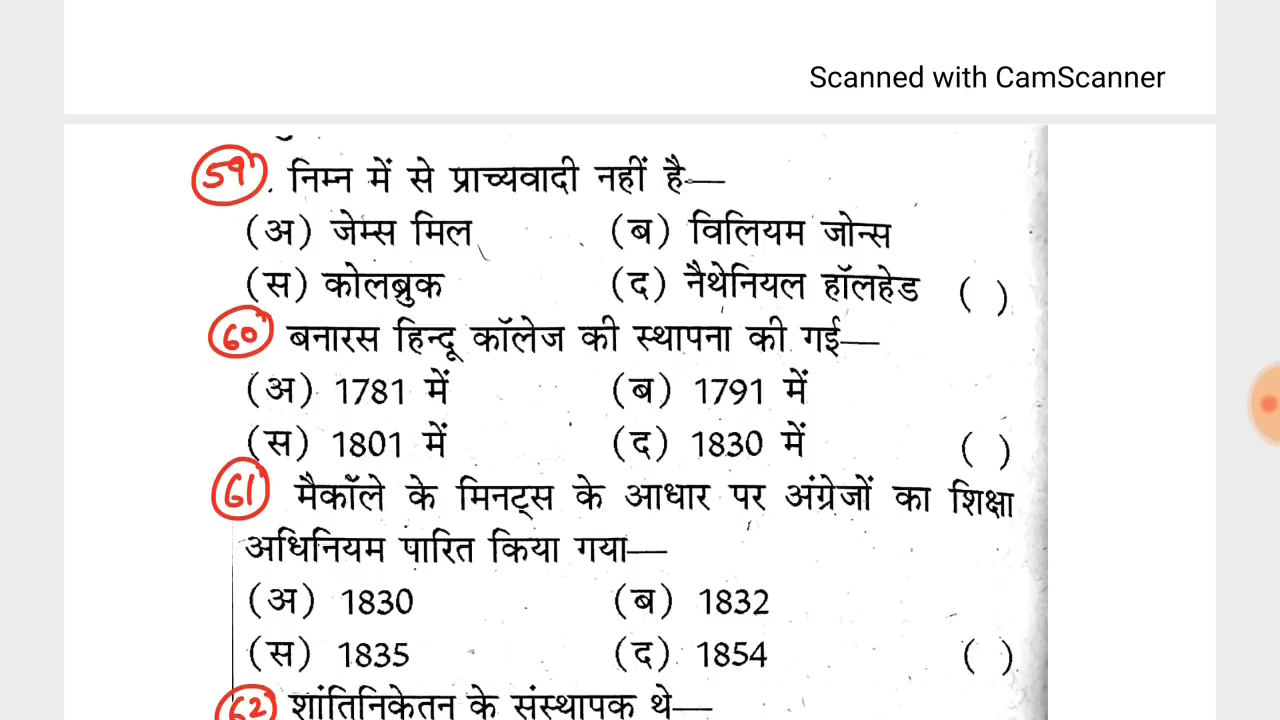 Scanned with CamScanner
59 . निम्न में से प्राच्यवादी नहीं है—
(अ) जेम्स मिल (ब) विलियम जोन्स
(स) कोलब्रुक (द) नैथेनियल हॉलहेड ( )
60 बनारस हिन्दू कॉलेज की स्थापना की गई—
(अ) 1781 में (ब) 1791 में
(स) 1801 में (द) 1830 में ( )
61 मैकॉले के मिनट्स के आधार पर अंग्रेजों का शिक्षा
अधिनियम पारित किया गया—
(अ) 1830 (ब) 1832
(स) 1835 (द) 1854 ( )
62 शांतिनिकेतन के संस्थापक थे—